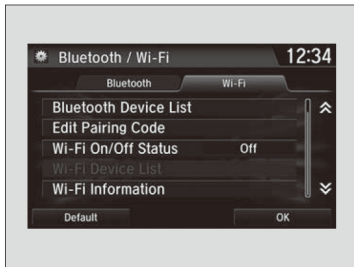 Bluetooth / Wi-Fi 12:34
Bluetooth Wi-Fi
Bluetooth Device List
Edit Pairing Code
Wi-Fi On/Off Status Off
Wi-Fi Device List
Wi-Fi Information
Default OK